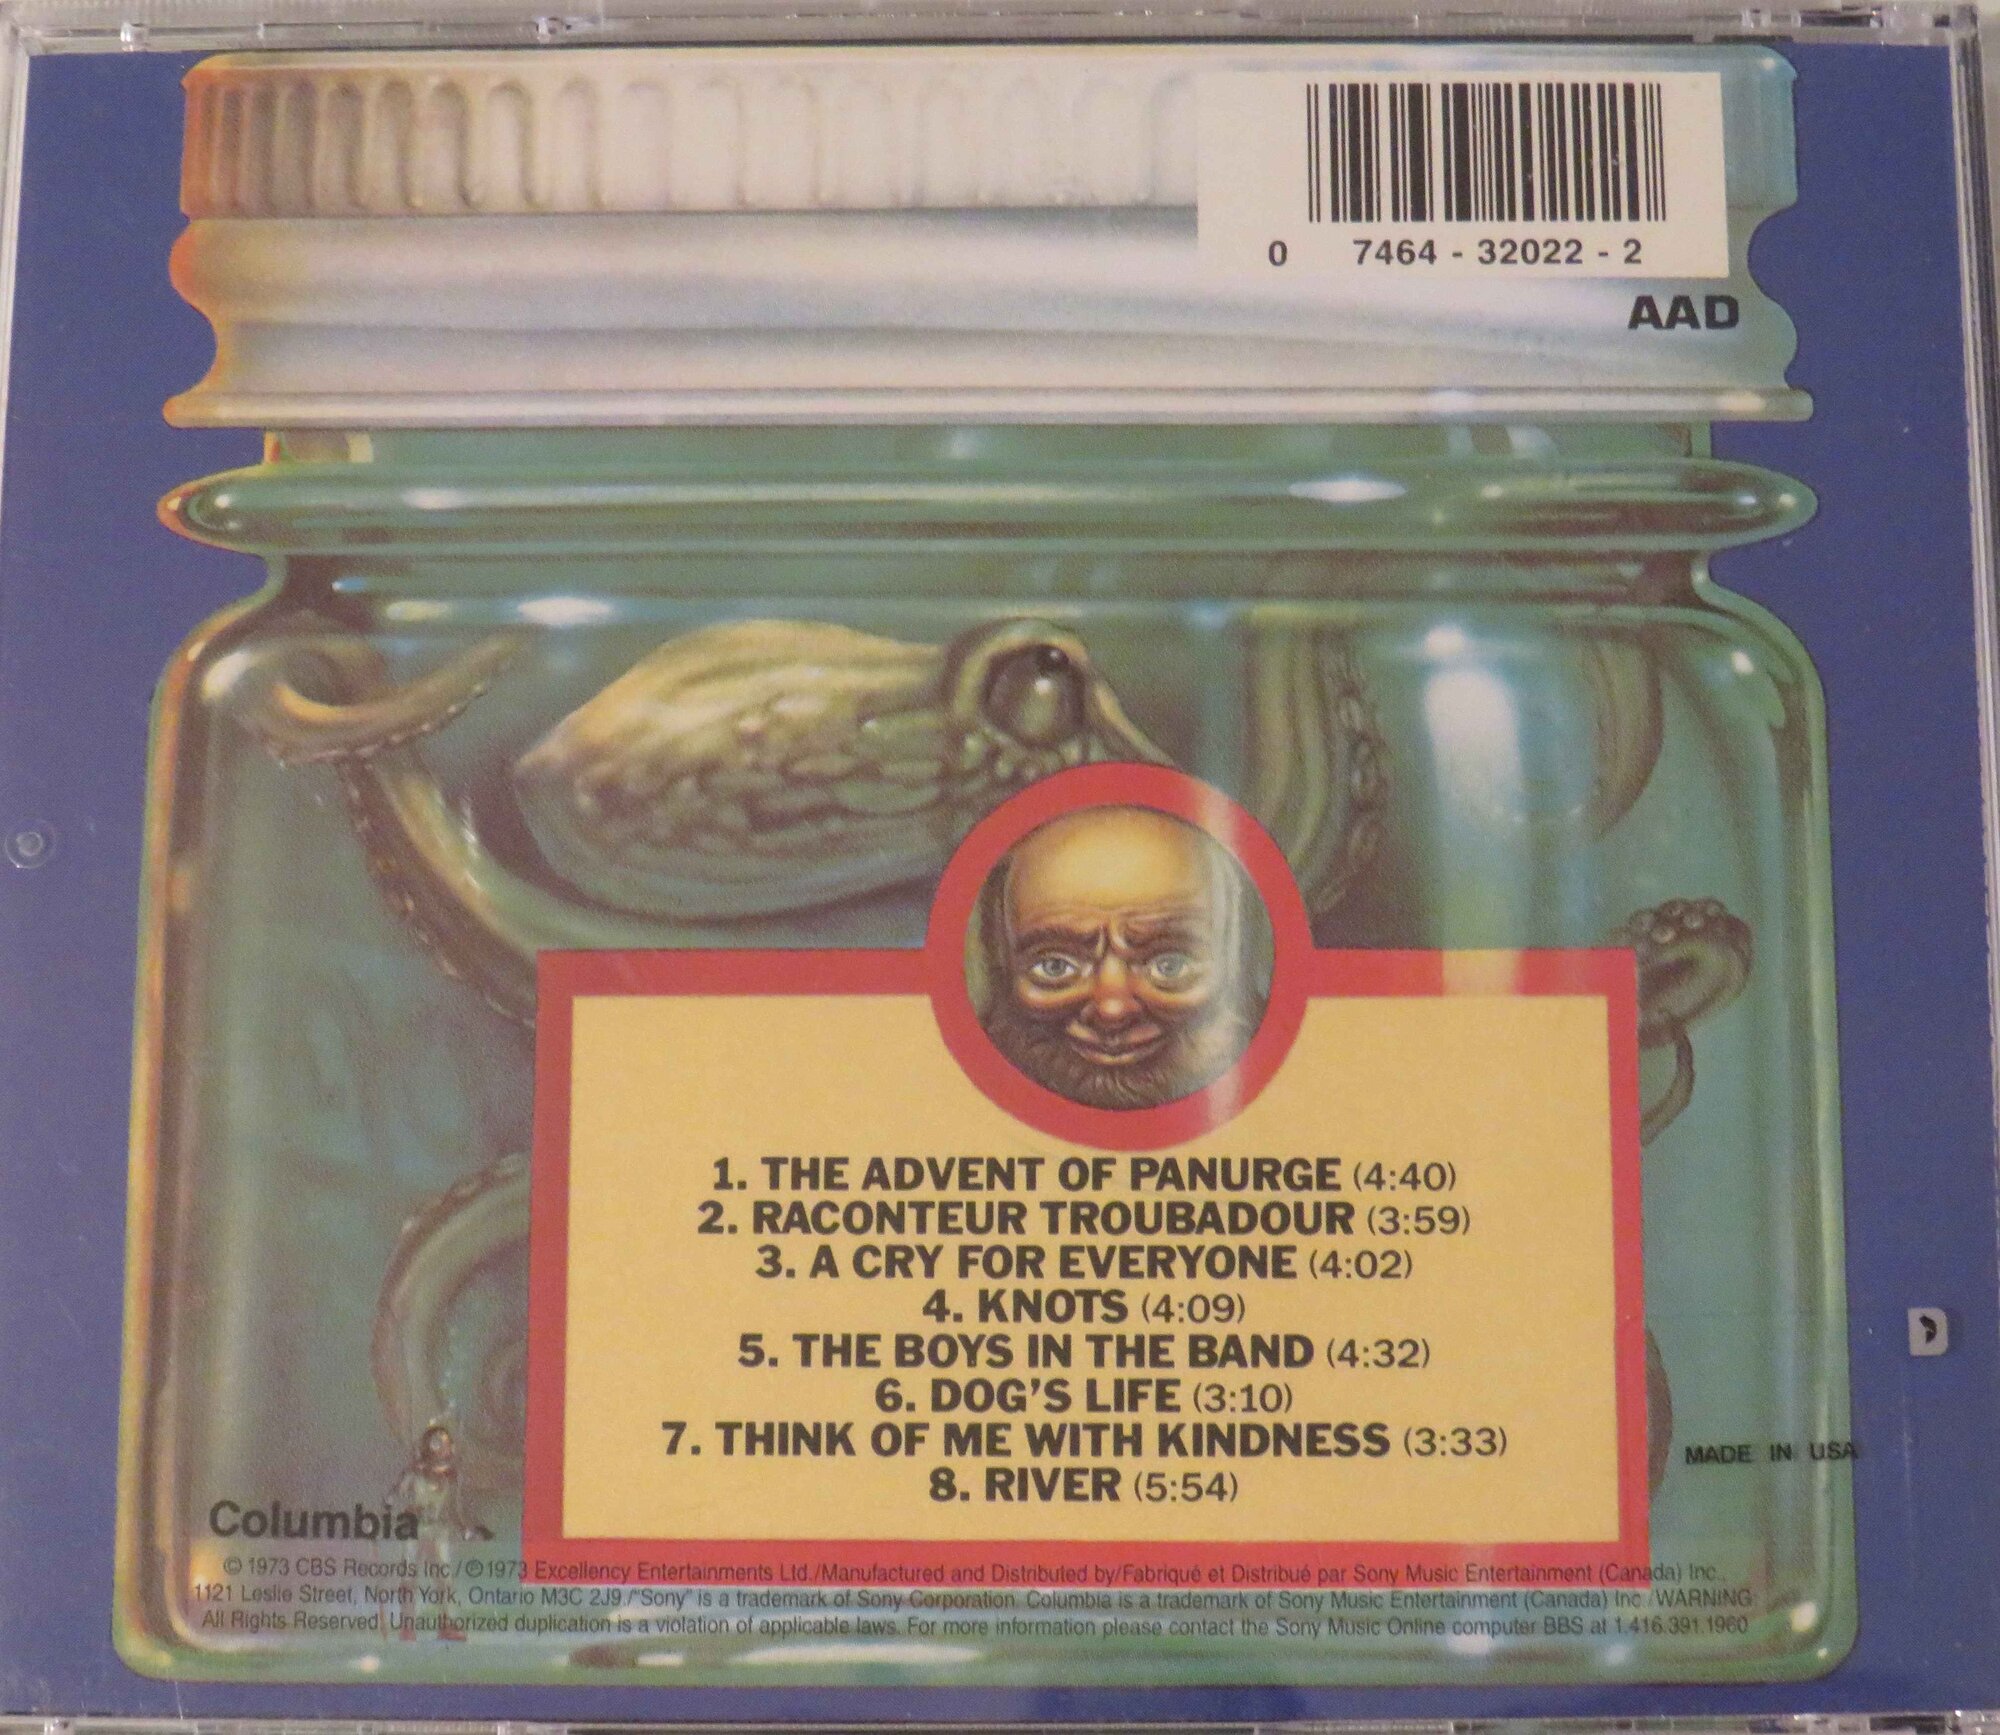 0 7464 - 32022 - 2
AAD
1. THE ADVENT OF PANURGE (4:40)
2. RACONTEUR TROUBADOUR (3:59)
3. A CRY FOR EVERYONE (4:02)
4. KNOTS (4:09)
5. THE BOYS IN THE BAND (4:32)
6. DOG'S LIFE (3:10)
7. THINK OF ME WITH KINDNESS (3:33)
8. RIVER (5:54)
MADE IN USA
Columbia
© 1973 CBS Records Inc./℗1973 Excellency Entertainments Ltd./Manufactured and Distributed by/Fabriqué et Distribué par Sony Music Entertainment (Canada) Inc.,
1121 Leslie Street, North York, Ontario M3C 2J9./"Sony" is a trademark of Sony Corporation. Columbia is a trademark of Sony Music Entertainment (Canada) Inc./WARNING:
All Rights Reserved. Unauthorized duplication is a violation of applicable laws. For more information please contact the Sony Music Online computer BBS at 1.416.391.1960